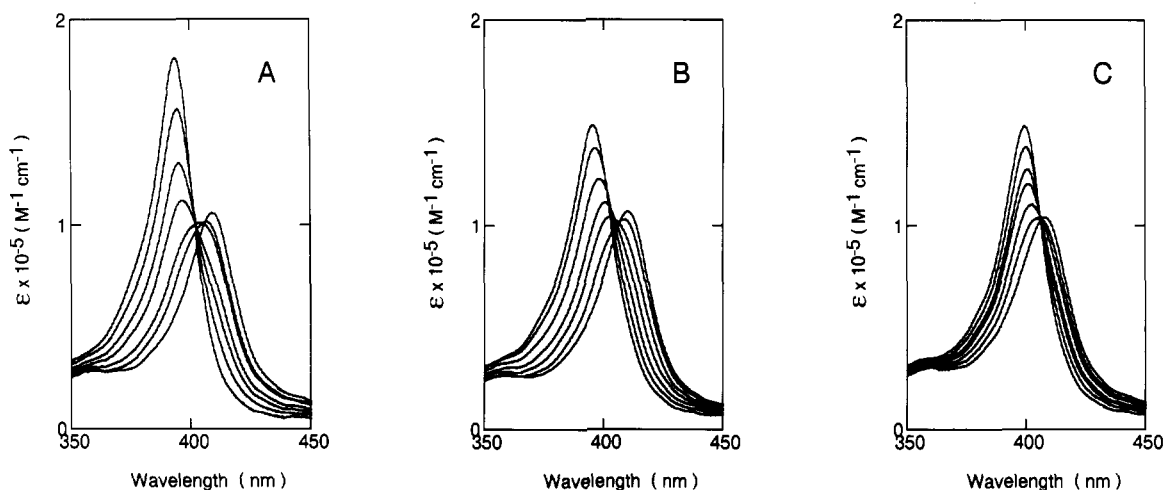 A
2
1
0
350
400
450
ε x 10⁻⁵ ( M⁻¹ cm⁻¹ )
Wavelength ( nm )
B
2
1
0
350
400
450
ε x 10⁻⁵ ( M⁻¹ cm⁻¹ )
Wavelength ( nm )
C
2
1
0
350
400
450
ε x 10⁻⁵ ( M⁻¹ cm⁻¹ )
Wavelength ( nm )